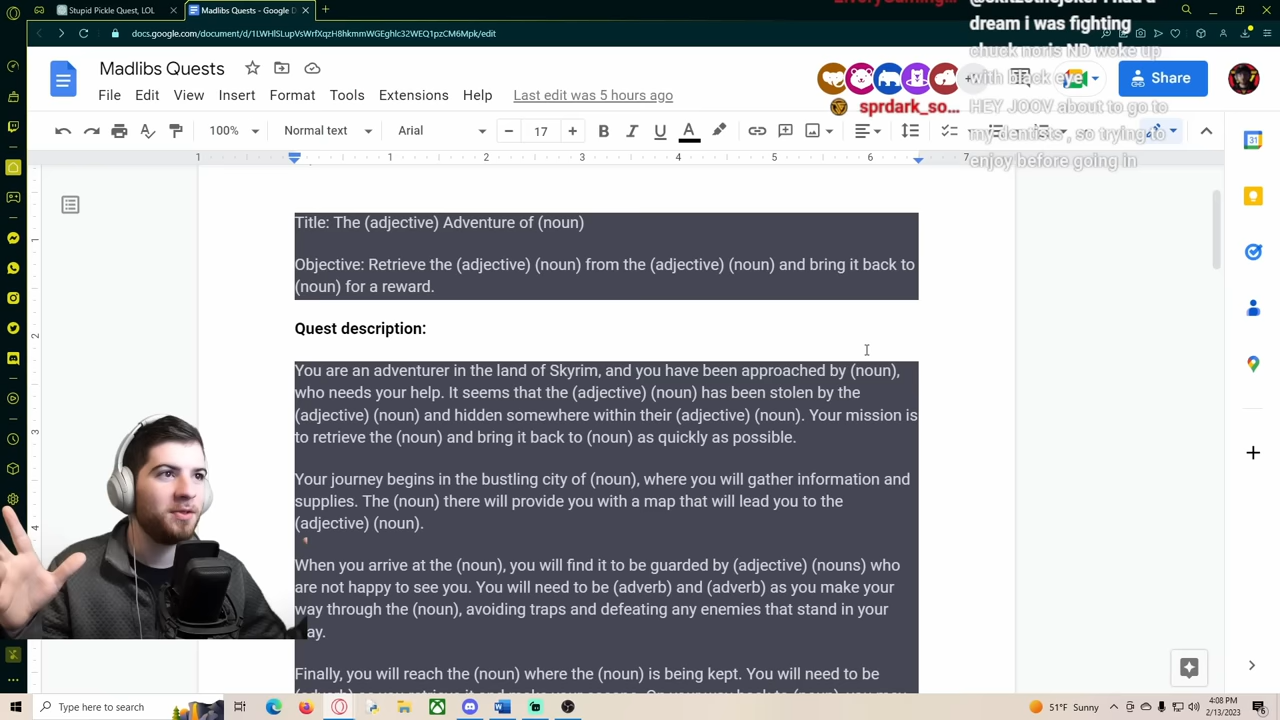 Stupid Pickle Quest, LOL
Madlibs Quests - Google D
docs.google.com/document/d/1LWHlSLupVsWrfXqzH8hkmmWGEghlc32WEQ1pzCM6Mpk/edit
dream i was fighting
chuck noris ND woke up
with black eye
sprdark_so...
HEY JOOV about to go to
my dentists , so trying to
enjoy before going in
Madlibs Quests
File Edit View Insert Format Tools Extensions Help Last edit was 5 hours ago
Share
100% Normal text Arial 17
1 1 2 3 4 5 6 7
Title: The (adjective) Adventure of (noun)
Objective: Retrieve the (adjective) (noun) from the (adjective) (noun) and bring it back to
(noun) for a reward.
Quest description:
You are an adventurer in the land of Skyrim, and you have been approached by (noun),
who needs your help. It seems that the (adjective) (noun) has been stolen by the
(adjective) (noun) and hidden somewhere within their (adjective) (noun). Your mission is
to retrieve the (noun) and bring it back to (noun) as quickly as possible.
Your journey begins in the bustling city of (noun), where you will gather information and
supplies. The (noun) there will provide you with a map that will lead you to the
(adjective) (noun).
When you arrive at the (noun), you will find it to be guarded by (adjective) (nouns) who
are not happy to see you. You will need to be (adverb) and (adverb) as you make your
way through the (noun), avoiding traps and defeating any enemies that stand in your
ay.
Finally, you will reach the (noun) where the (noun) is being kept. You will need to be
Type here to search
51°F Sunny
4:08 PM
2/13/2023